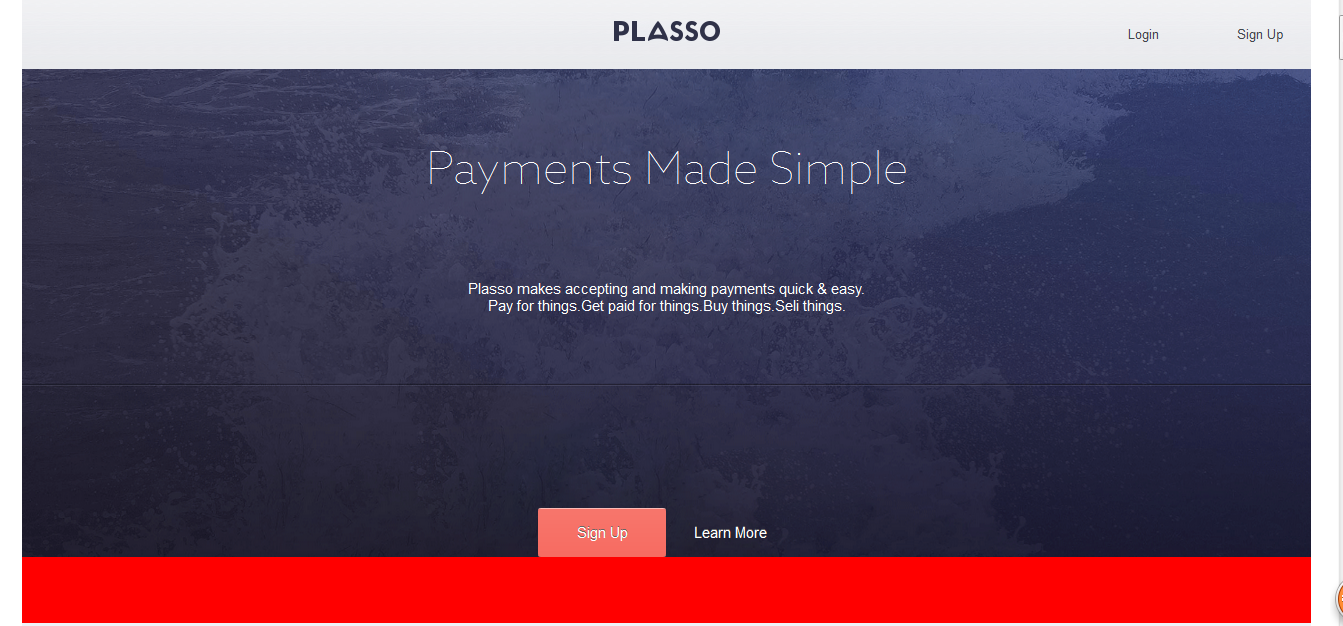 PLASSO
Login
Sign Up
Payments Made Simple
Plasso makes accepting and making payments quick & easy.
Pay for things.Get paid for things.Buy things.Seli things.
Sign Up
Learn More